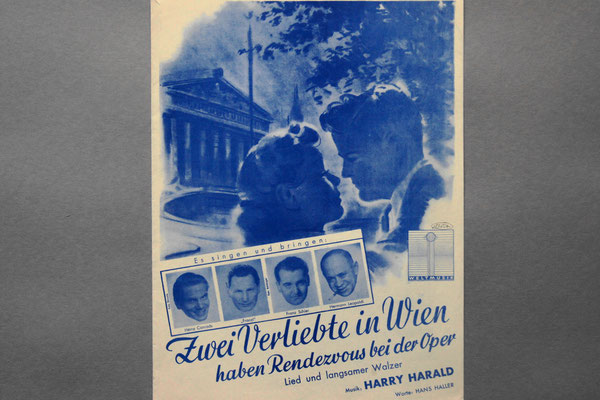 Es singen und bringen:
Heinz Conrads
"Fracar"
Franz Schier
Hermann Leopoldi
WELTMUSIK
Zwei Verliebte in Wien
haben Rendezvous bei der Oper
Lied und langsamer Walzer
Musik: HARRY HARALD
Worte: HANS HALLER